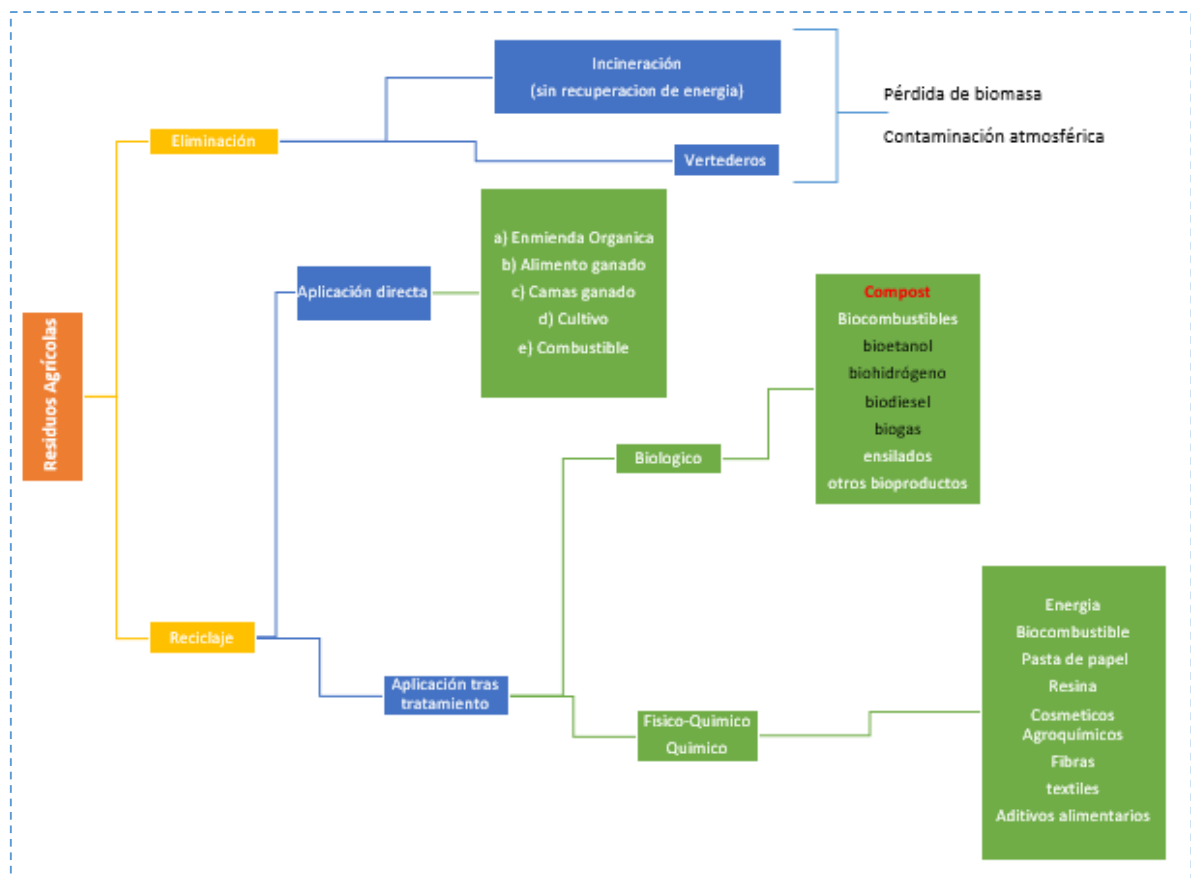 Incineración
(sin recuperacion de energia)
Pérdida de biomasa
Contaminación atmosférica
Eliminación
Vertederos
a) Enmienda Organica
b) Alimento ganado
c) Camas ganado
d) Cultivo
e) Combustible
Aplicación directa
Compost
Biocombustibles
bioetanol
biohidrógeno
biodiesel
biogas
ensilados
otros bioproductos
Residuos Agrícolas
Biologico
Reciclaje
Aplicación tras
tratamiento
Fisico-Quimico
Quimico
Energia
Biocombustible
Pasta de papel
Resina
Cosmeticos
Agroquímicos
Fibras
textiles
Aditivos alimentarios